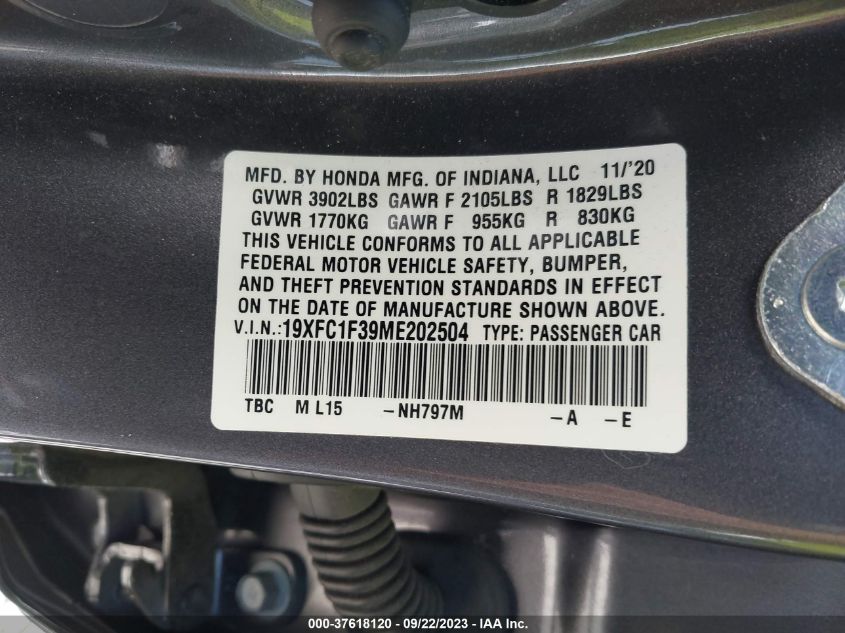 MFD. BY HONDA MFG. OF INDIANA, LLC 11/'20
GVWR 3902LBS GAWR F 2105LBS R 1829LBS
GVWR 1770KG GAWR F 955KG R 830KG
THIS VEHICLE CONFORMS TO ALL APPLICABLE
FEDERAL MOTOR VEHICLE SAFETY, BUMPER,
AND THEFT PREVENTION STANDARDS IN EFFECT
ON THE DATE OF MANUFACTURE SHOWN ABOVE.
V.I.N.:19XFC1F39ME202504 TYPE: PASSENGER CAR
TBC M L15 -NH797M -A -E
000-37618120 - 09/22/2023 - IAA Inc.